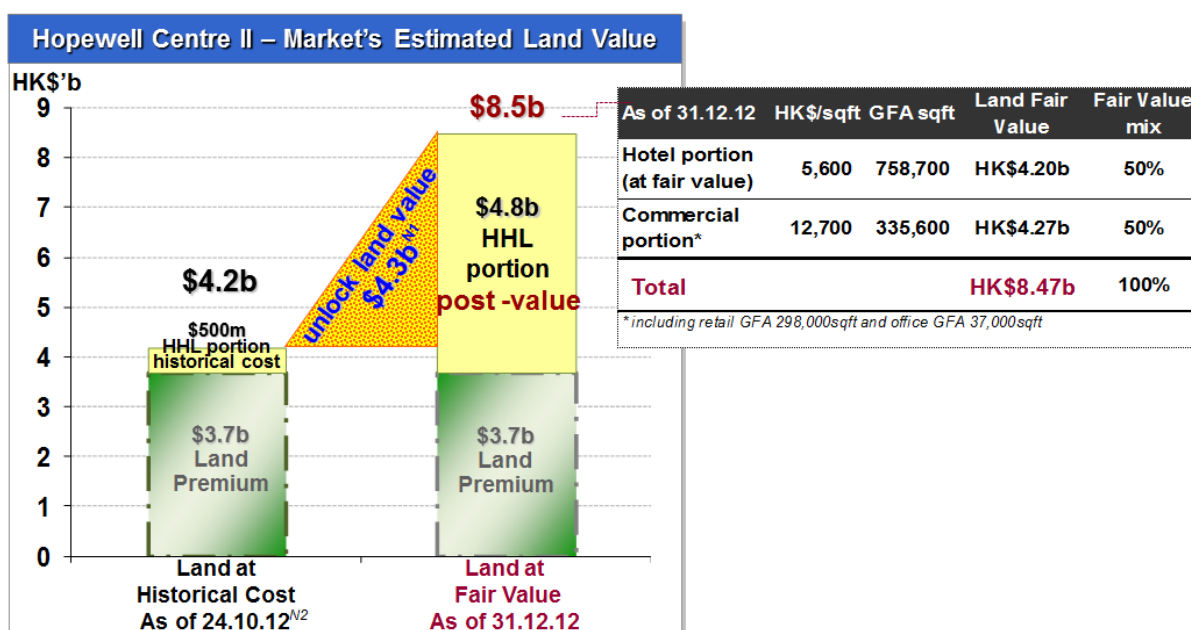 Hopewell Centre II – Market's Estimated Land Value
HK$'b
9
8
7
6
5
4
3
2
1
0
$4.2b
$500m
HHL portion
historical cost
$3.7b
Land
Premium
unlock land value
$4.3b N1
$8.5b
$4.8b
HHL
portion
post -value
$3.7b
Land
Premium
Land at
Historical Cost
As of 24.10.12 N2
Land at
Fair Value
As of 31.12.12
As of 31.12.12 HK$/sqft GFA sqft Land Fair Value Fair Value mix
Hotel portion (at fair value) 5,600 758,700 HK$4.20b 50%
Commercial portion* 12,700 335,600 HK$4.27b 50%
Total HK$8.47b 100%
* including retail GFA 298,000sqft and office GFA 37,000sqft